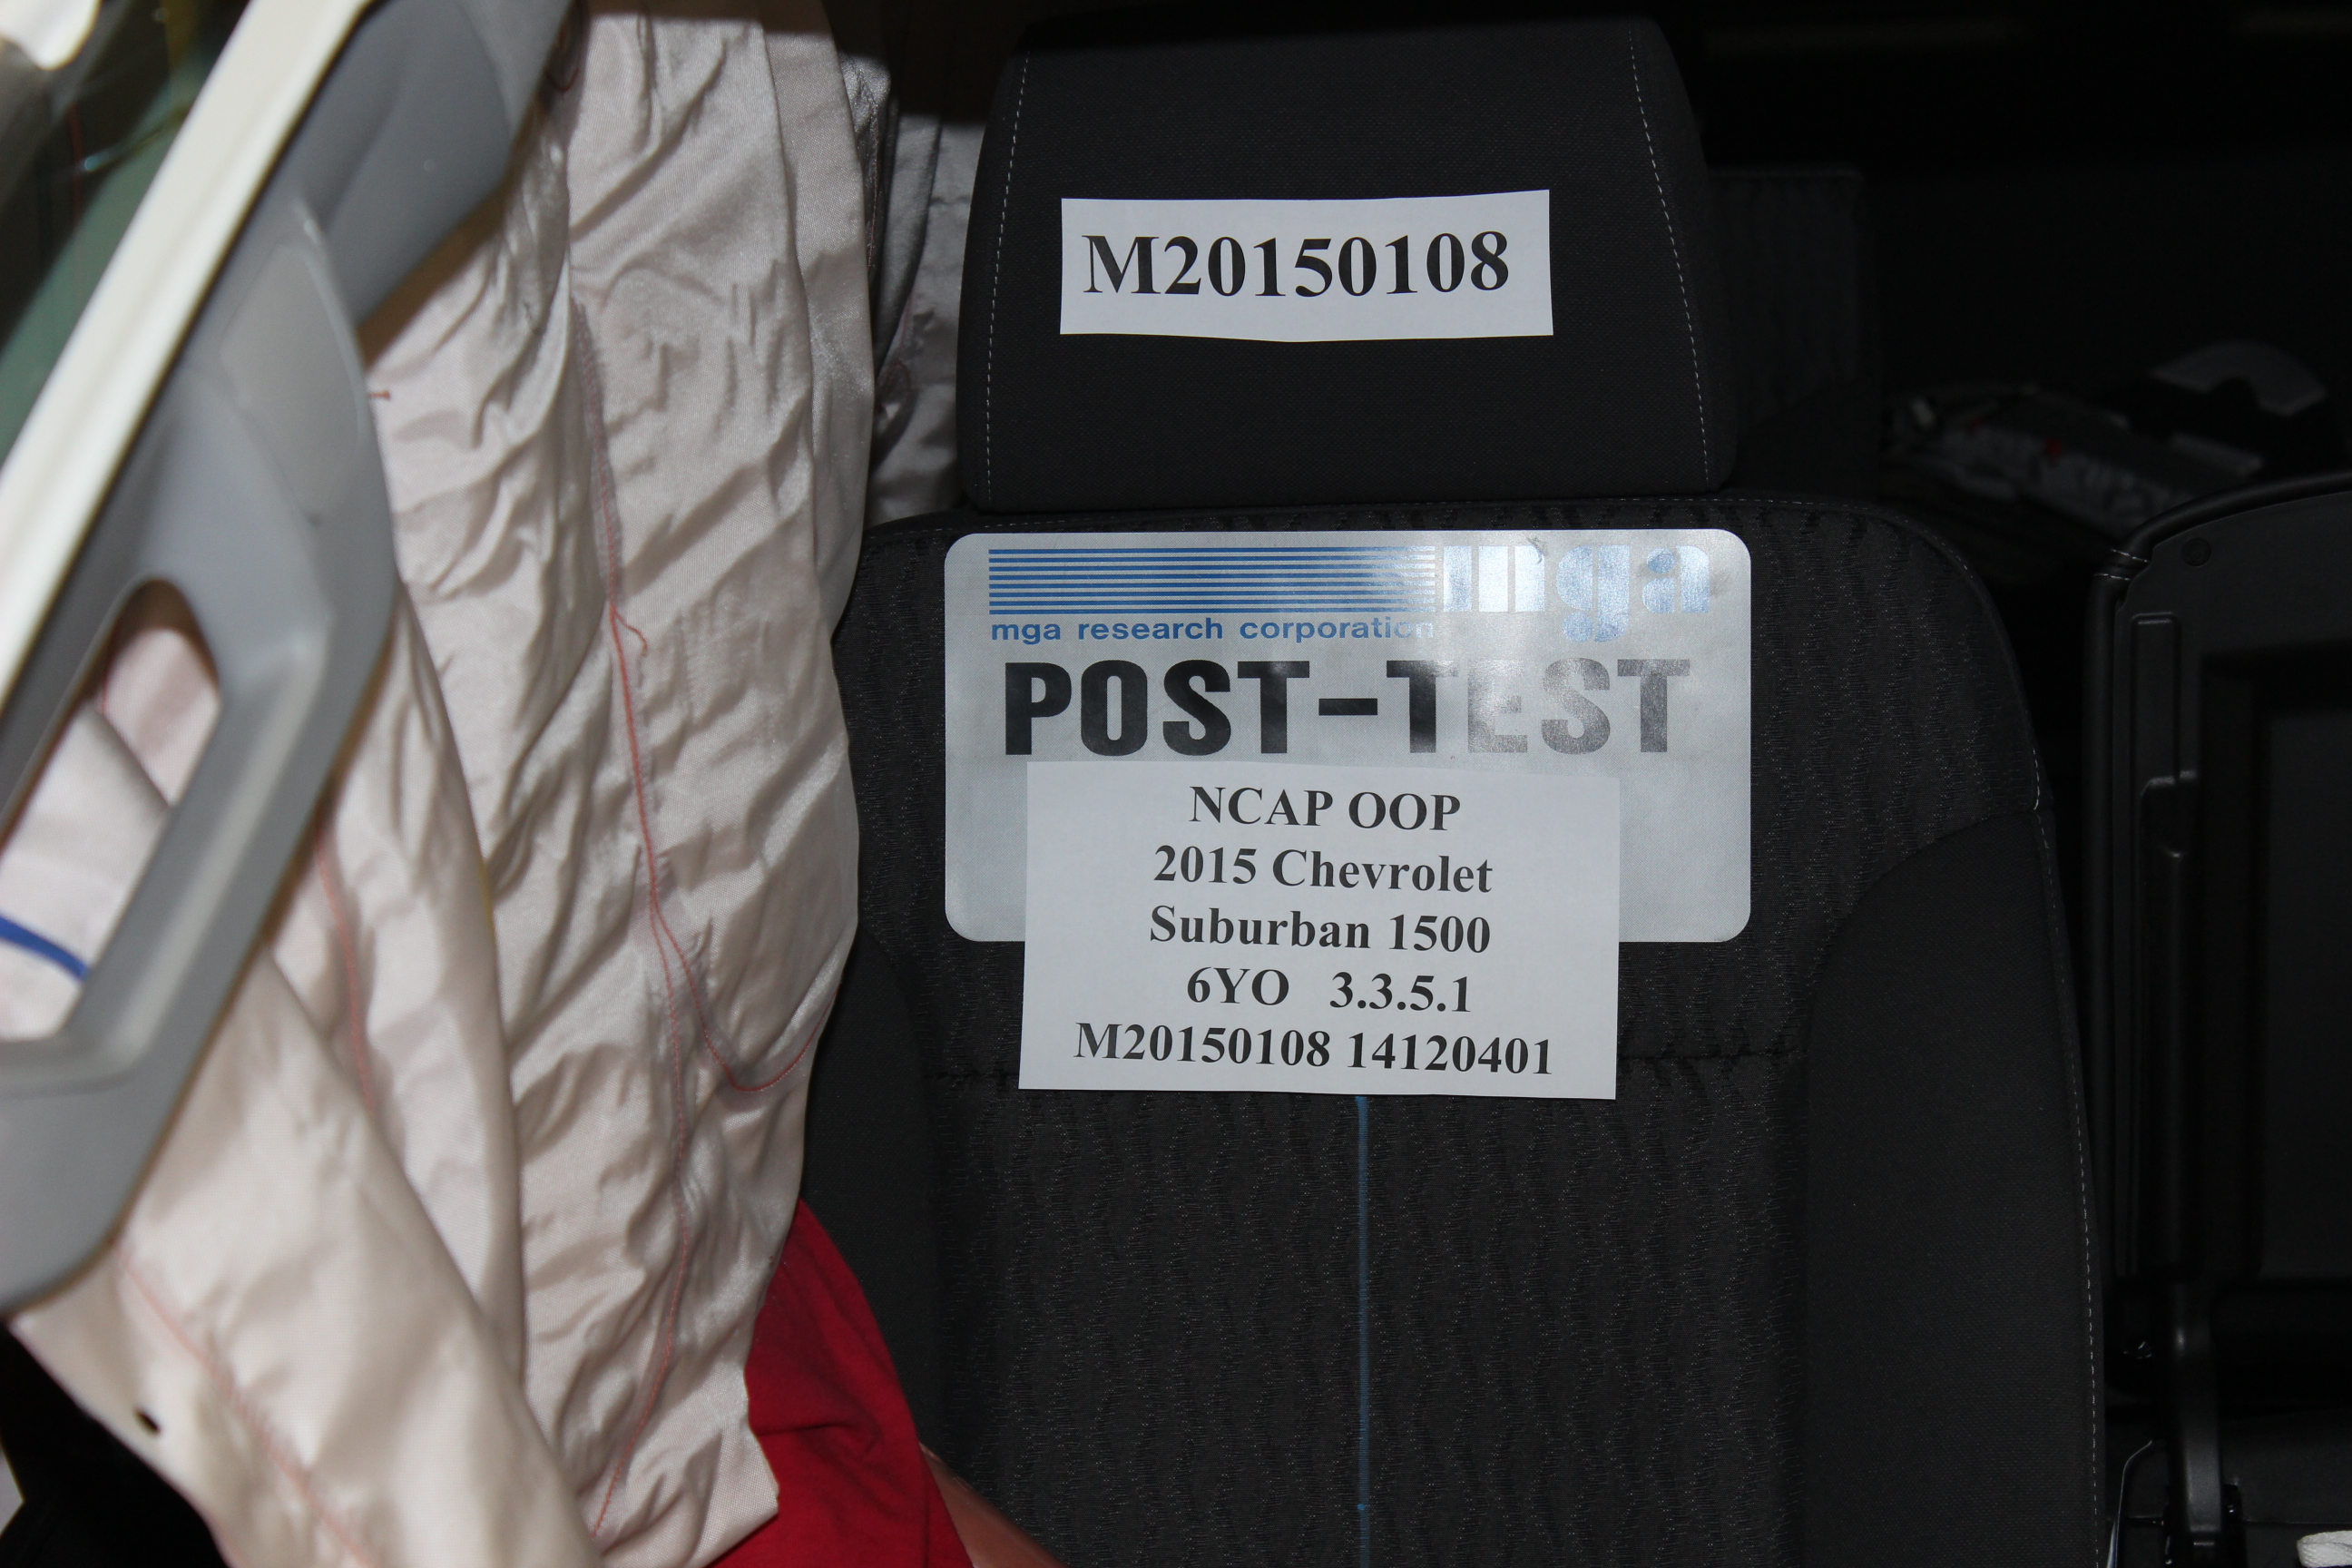 M20150108
mga
mga research corporation
POST-TEST
NCAP OOP
2015 Chevrolet
Suburban 1500
6YO 3.3.5.1
M20150108 14120401